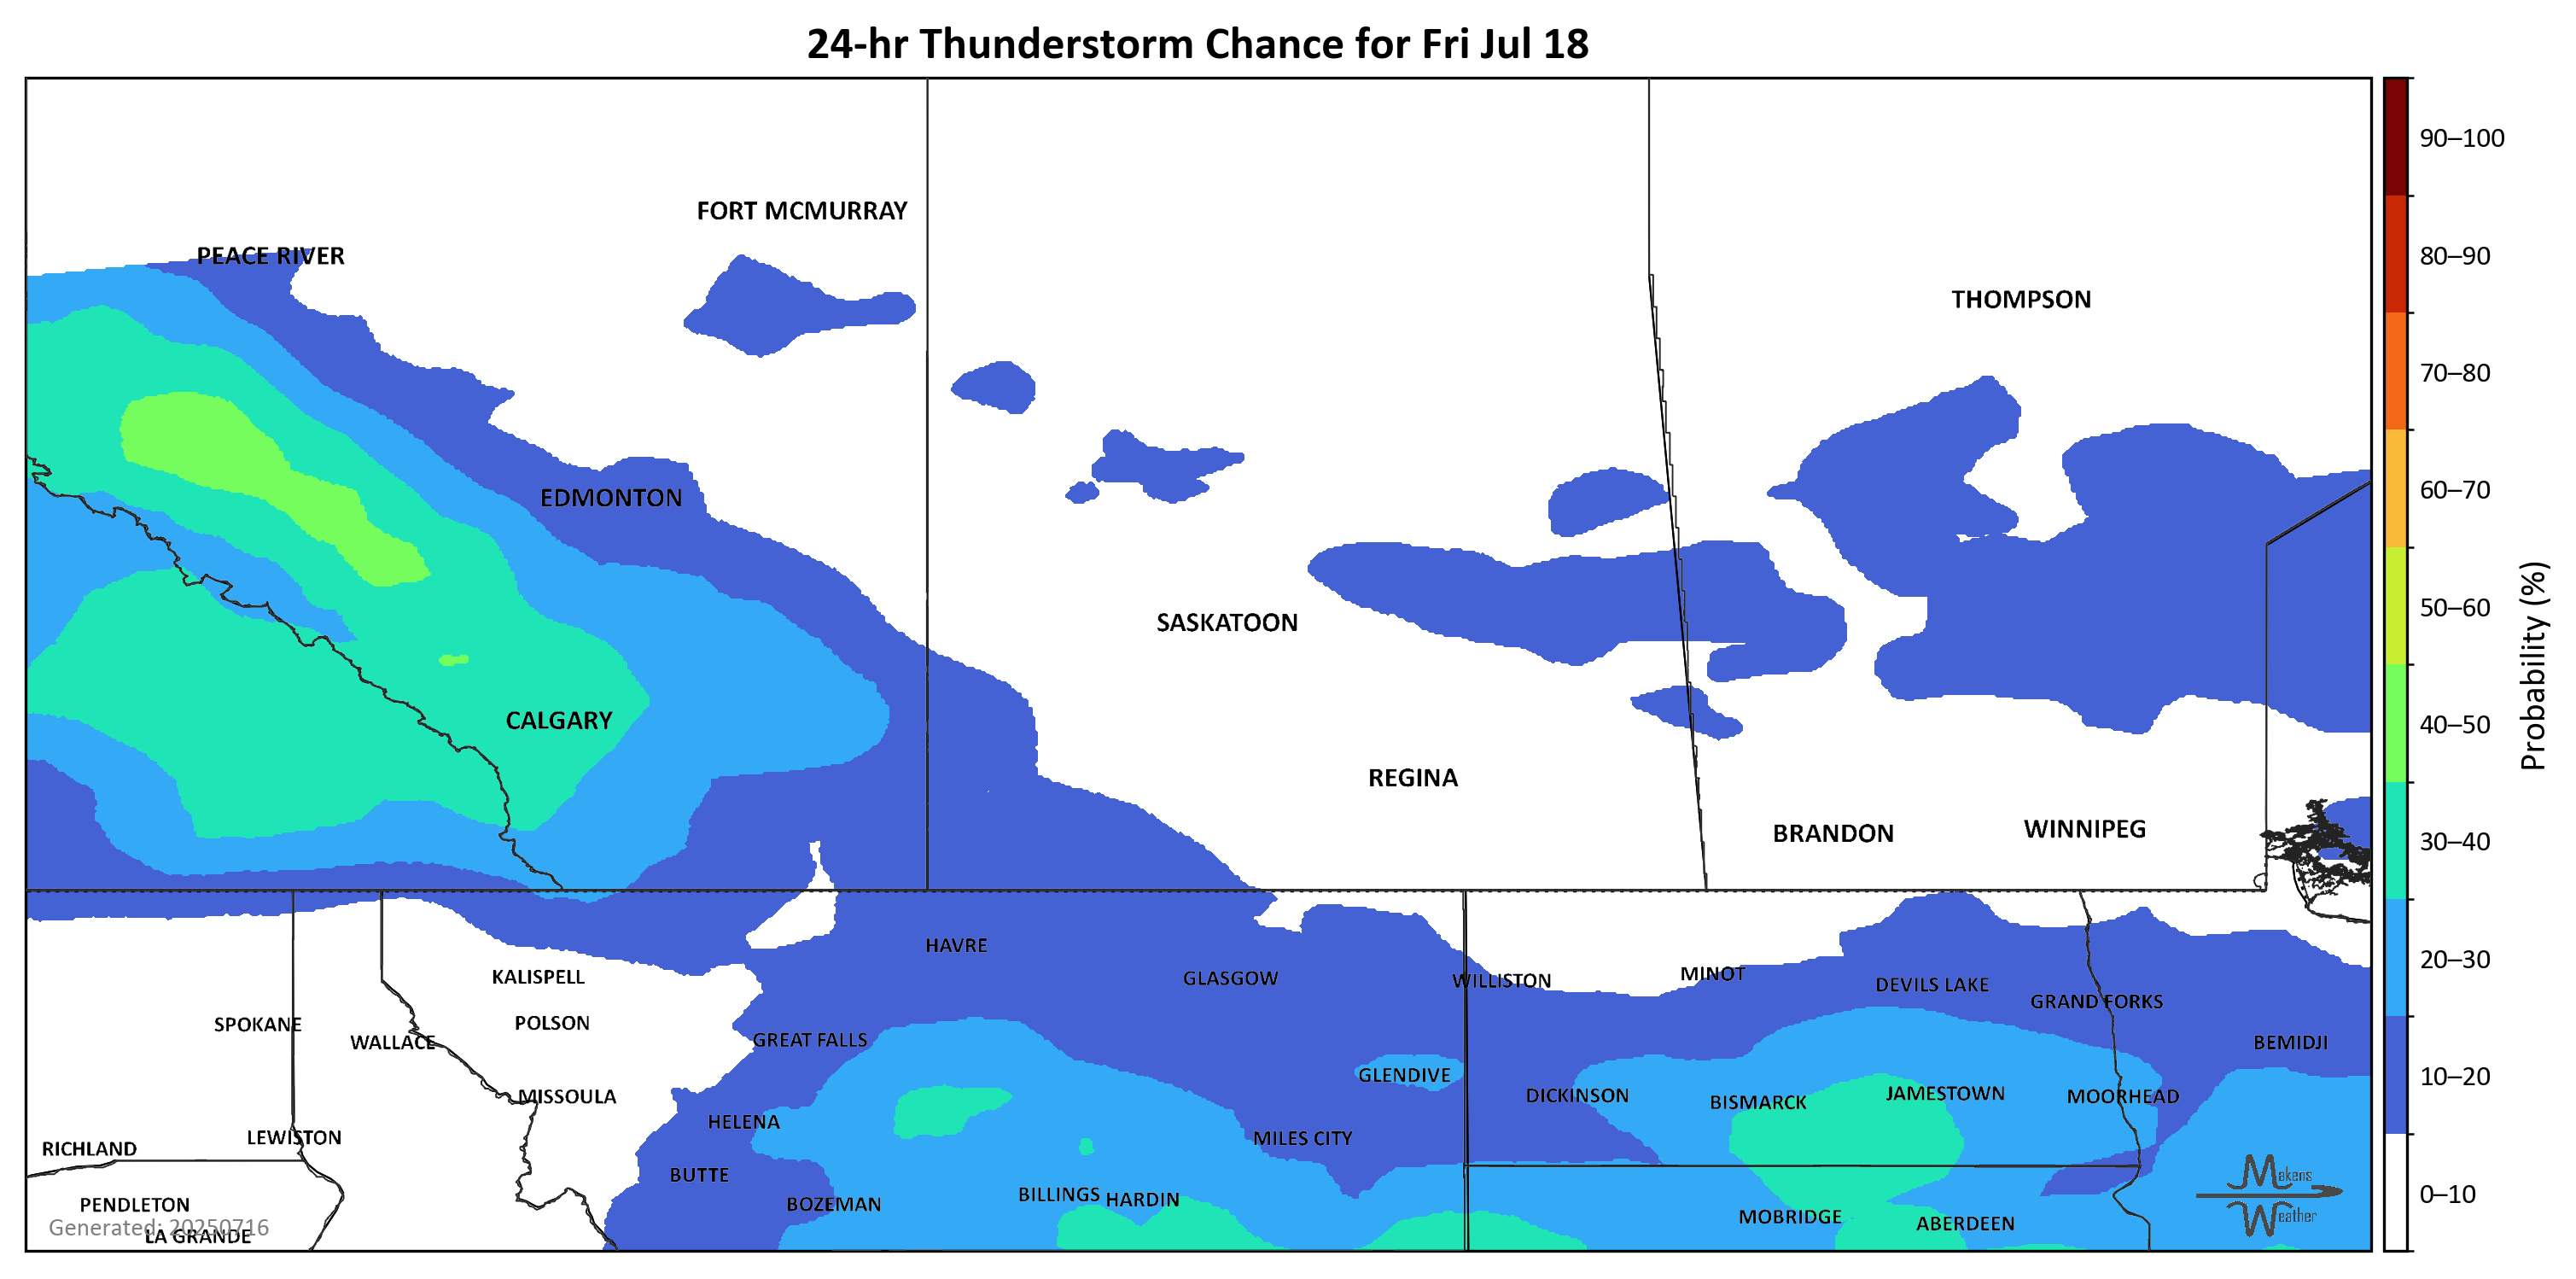 24-hr Thunderstorm Chance for Fri Jul 18
FORT MCMURRAY
PEACE RIVER
THOMPSON
EDMONTON
SASKATOON
CALGARY
REGINA
BRANDON
WINNIPEG
HAVRE
KALISPELL
GLASGOW
WILLISTON
MINOT
DEVILS LAKE
GRAND FORKS
SPOKANE
POLSON
WALLACE
GREAT FALLS
BEMIDJI
GLENDIVE
MISSOULA
DICKINSON
BISMARCK
JAMESTOWN
MOORHEAD
HELENA
LEWISTON
MILES CITY
RICHLAND
BUTTE
BILLINGS
HARDIN
PENDLETON
BOZEMAN
MOBRIDGE
ABERDEEN
Generated: 20250716
LA GRANDE
Makens
Weather
90–100
80–90
70–80
60–70
50–60
40–50
30–40
20–30
10–20
0–10
Probability (%)